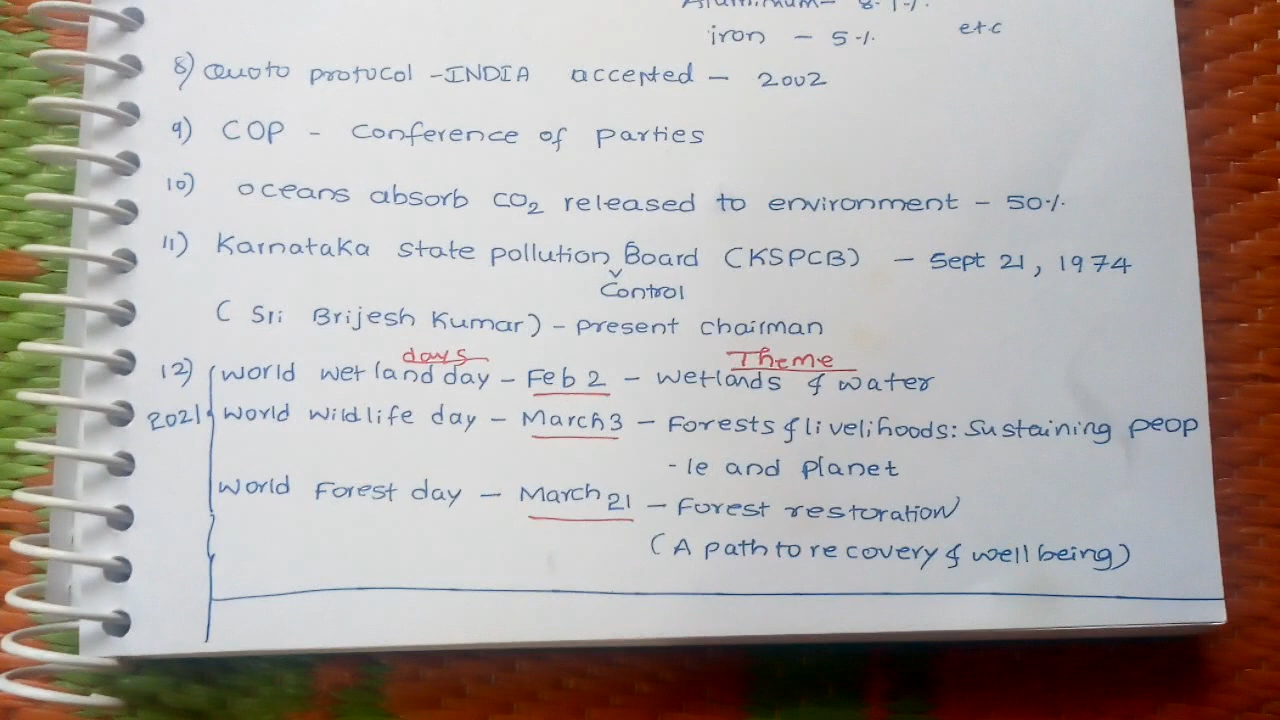 Aluminum - 8.1%.
iron - 5%. etc
8) Quoto protocol - INDIA accepted - 2002
9) COP - Conference of parties
10) oceans absorb CO₂ released to environment - 50%.
11) Karnataka state pollution Board (KSPCB) - Sept 21, 1974
Control
( Sri Brijesh Kumar) - present chairman
days Theme
12) world wetland day - Feb 2 - wetlands & water
2021 world wildlife day - March 3 - Forests & livelihoods: Sustaining peop
-le and planet
world Forest day - March 21 - Forest restoration
(A path to recovery & well being)